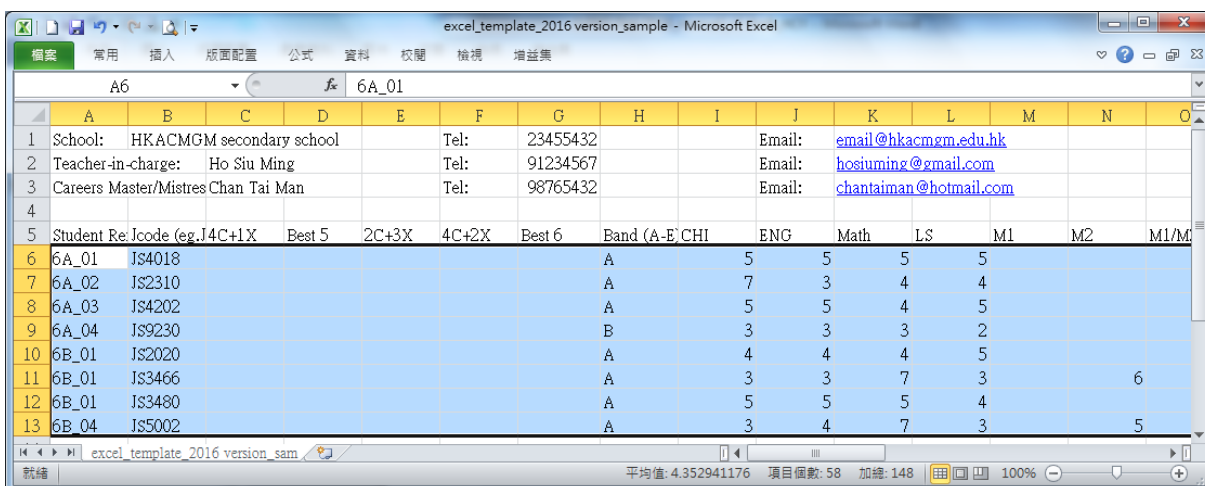 excel_template_2016 version_sample - Microsoft Excel
檔案 常用 插入 版面配置 公式 資料 校閱 檢視 增益集
A6 fx 6A_01
A B C D E F G H I J K L M N O
1 School: HKACMGM secondary school Tel: 23455432 Email: email@hkacmgm.edu.hk
2 Teacher-in-charge: Ho Siu Ming Tel: 91234567 Email: hosiuming@gmail.com
3 Careers Master/Mistres Chan Tai Man Tel: 98765432 Email: chantaiman@hotmail.com
4
5 Student Re Jcode (eg.J 4C+1X Best 5 2C+3X 4C+2X Best 6 Band (A-E) CHI ENG Math LS M1 M2 M1/M
6 6A_01 JS4018 A 5 5 5 5
7 6A_02 JS2310 A 7 3 4 4
8 6A_03 JS4202 A 5 5 4 5
9 6A_04 JS9230 B 3 3 3 2
10 6B_01 JS2020 A 4 4 4 5
11 6B_01 JS3466 A 3 3 7 3 6
12 6B_01 JS3480 A 5 5 5 4
13 6B_04 JS5002 A 3 4 7 3 5
excel_template_2016 version_sam
就緒 平均值: 4.352941176 項目個數: 58 加總: 148 100%